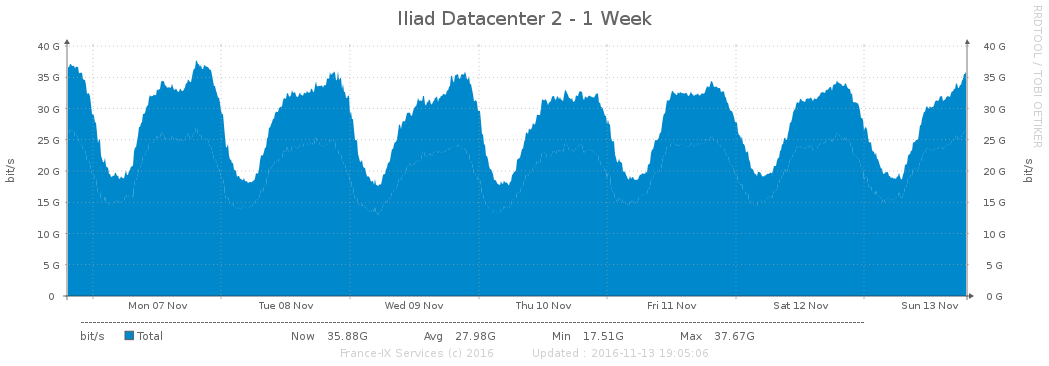 Iliad Datacenter 2 - 1 Week
RRDTOOL / TOBI OETIKER
40 G 40 G
35 G 35 G
30 G 30 G
25 G 25 G
20 G 20 G
15 G 15 G
10 G 10 G
5 G 5 G
0 0 G
bit/s bit/s
Mon 07 Nov Tue 08 Nov Wed 09 Nov Thu 10 Nov Fri 11 Nov Sat 12 Nov Sun 13 Nov
bit/s Total Now 35.88G Avg 27.98G Min 17.51G Max 37.67G
France-IX Services (c) 2016 Updated : 2016-11-13 19:05:06